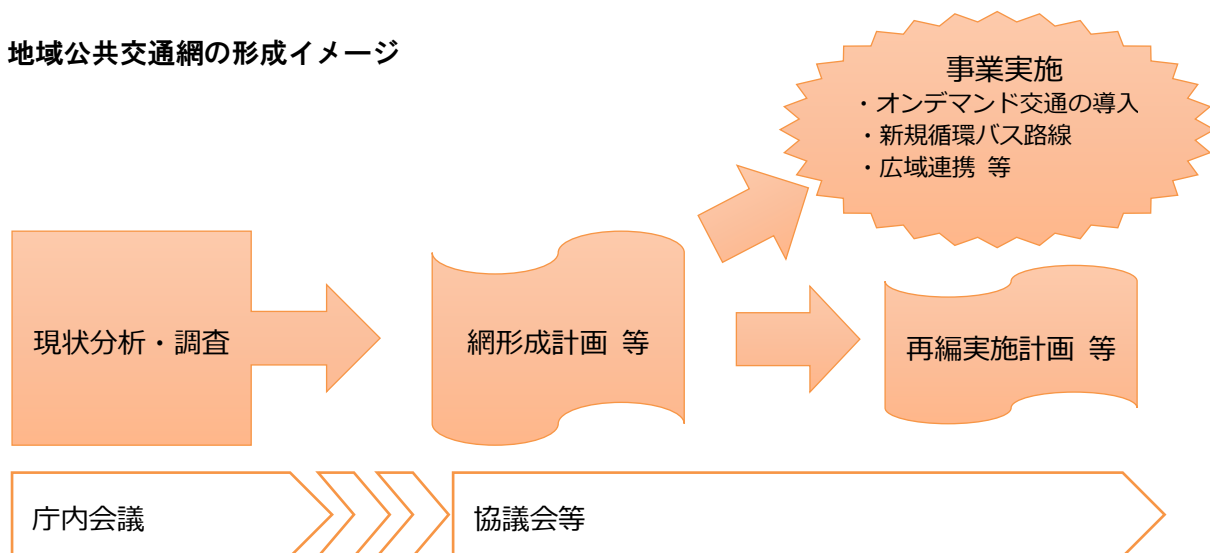 地域公共交通網の形成イメージ
事業実施
・オンデマンド交通の導入
・新規循環バス路線
・広域連携 等
現状分析・調査
網形成計画 等
再編実施計画 等
庁内会議
協議会等